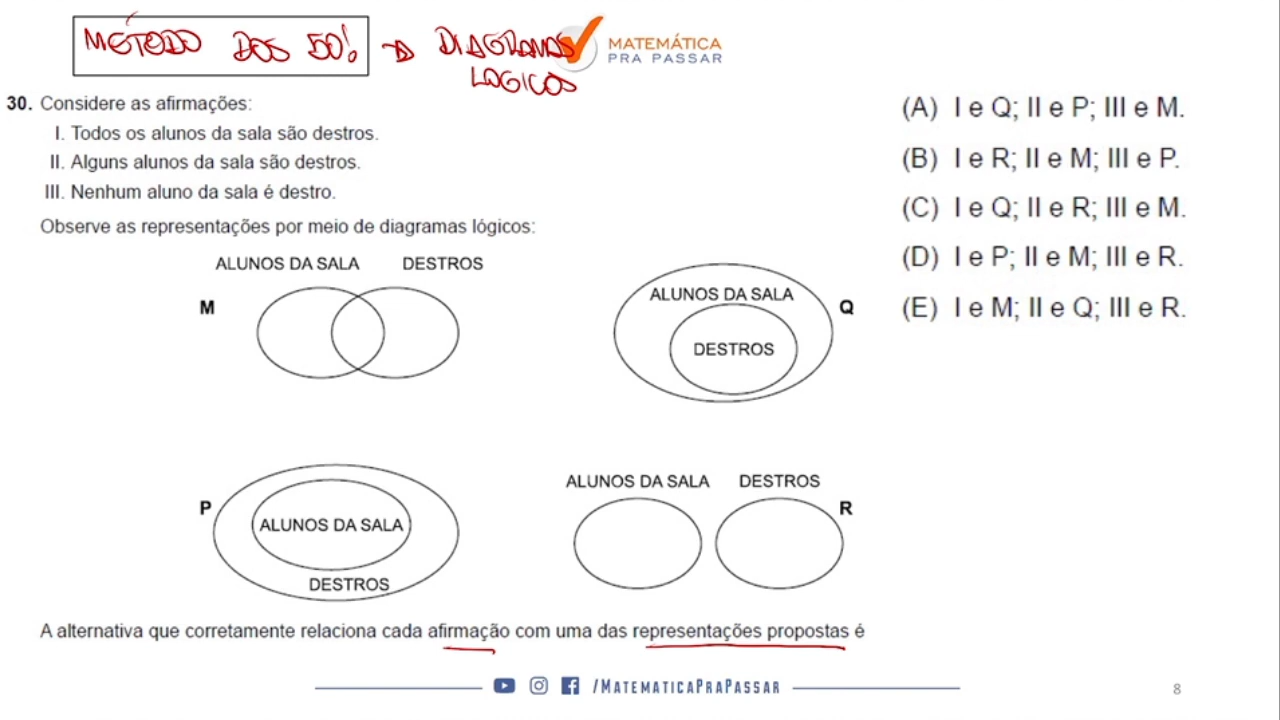 MÉTODO DOS 50! → DIAGRAMAS
LÓGICOS
MATEMÁTICA
PRA PASSAR
30. Considere as afirmações:
I. Todos os alunos da sala são destros.
II. Alguns alunos da sala são destros.
III. Nenhum aluno da sala é destro.
Observe as representações por meio de diagramas lógicos:
ALUNOS DA SALA DESTROS
M
ALUNOS DA SALA
Q
DESTROS
P
ALUNOS DA SALA
DESTROS
ALUNOS DA SALA DESTROS
R
A alternativa que corretamente relaciona cada afirmação com uma das representações propostas é
(A) I e Q; II e P; III e M.
(B) I e R; II e M; III e P.
(C) I e Q; II e R; III e M.
(D) I e P; II e M; III e R.
(E) I e M; II e Q; III e R.
/MATEMATICAPRAPASSAR
8